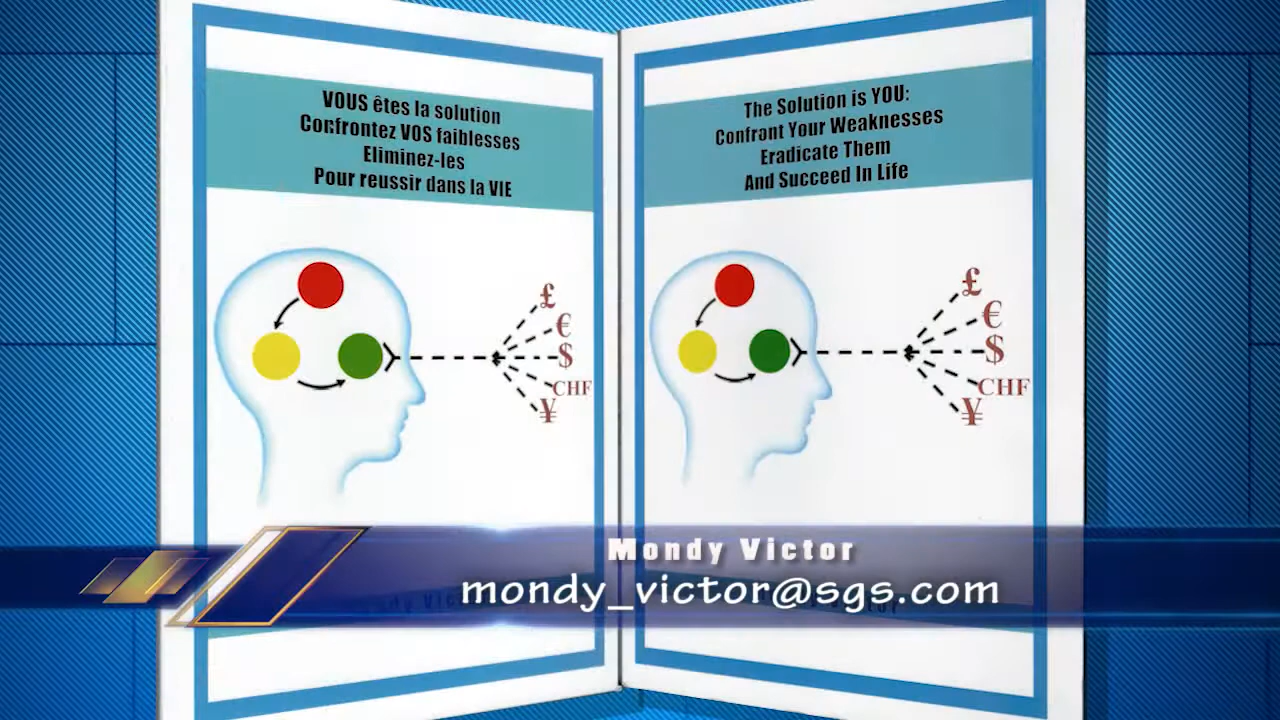 VOUS êtes la solution
Confrontez VOS faiblesses
Eliminez-les
Pour reussir dans la VIE
£
€
$
CHF
¥
The Solution is YOU:
Confront Your Weaknesses
Eradicate Them
And Succeed In Life
£
€
$
CHF
¥
Mondy Victor
mondy_victor@sgs.com